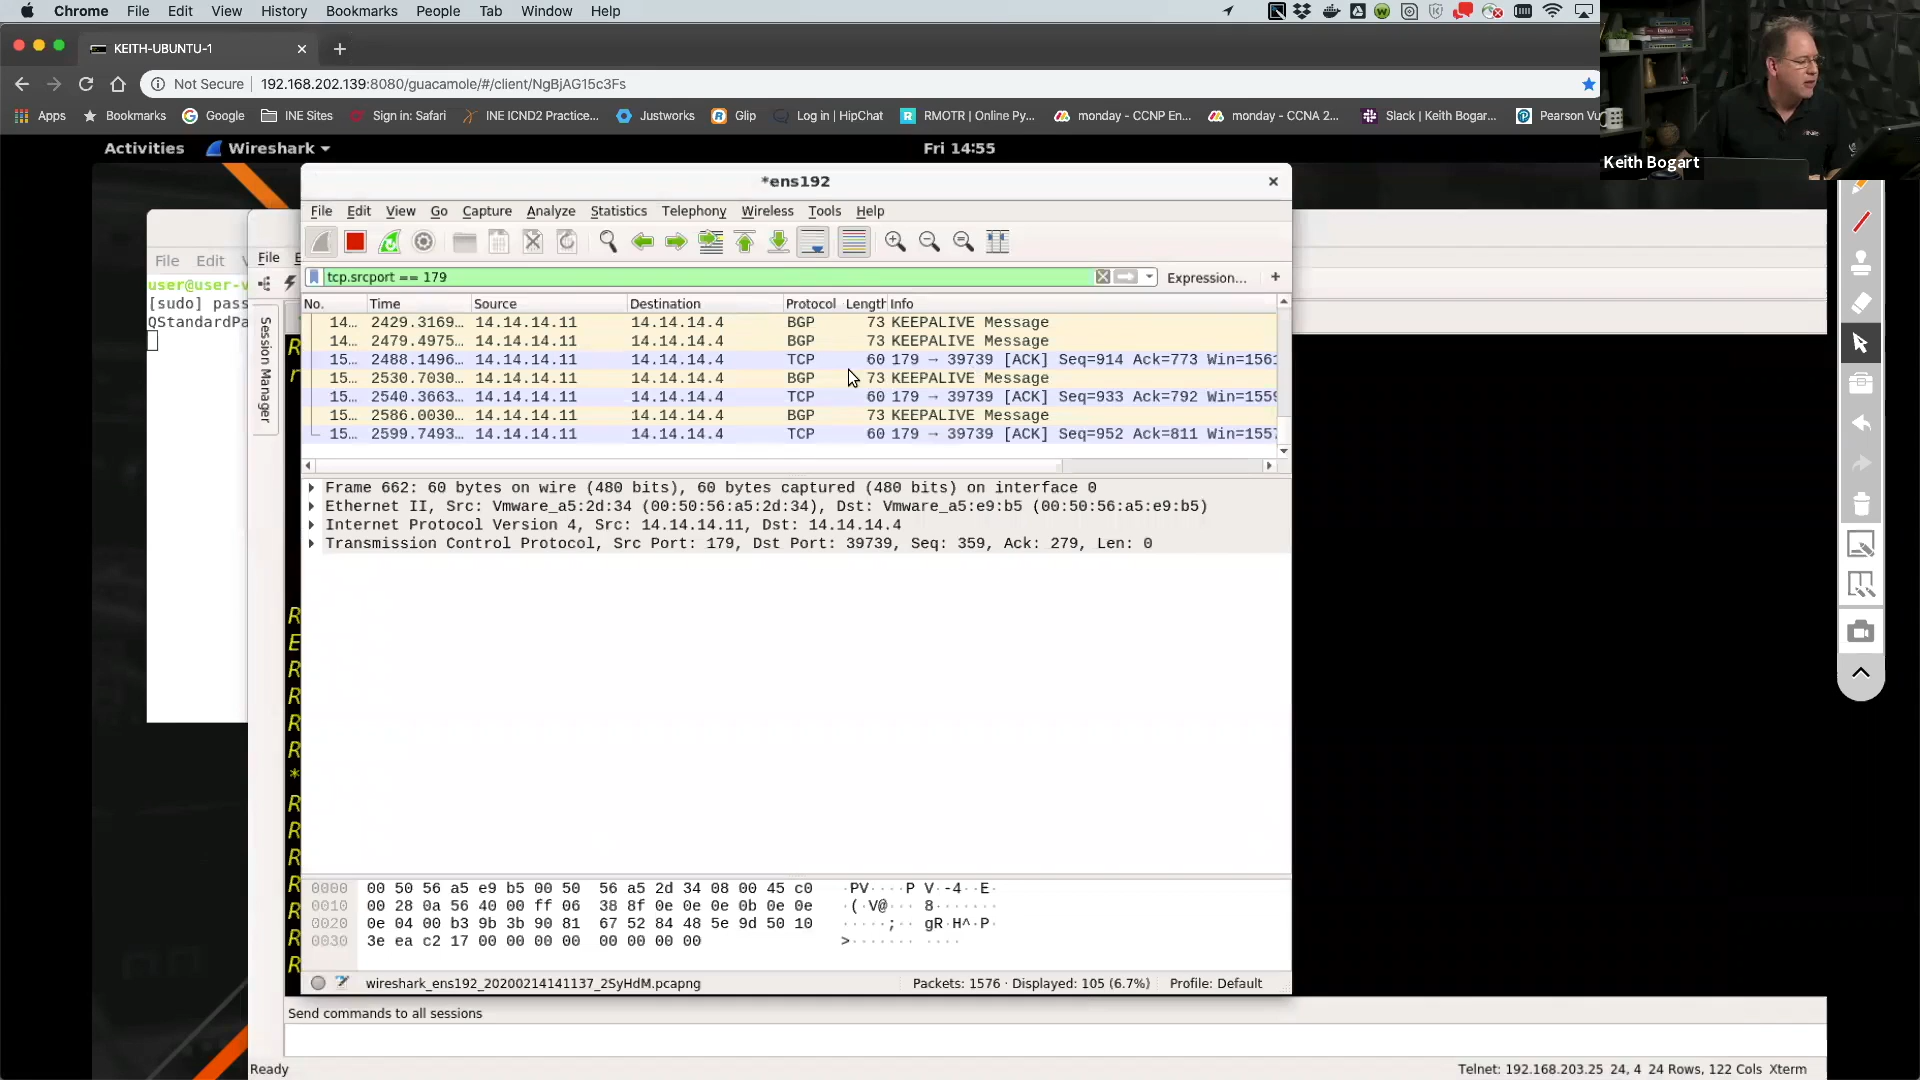 Chrome File Edit View History Bookmarks People Tab Window Help
KEITH-UBUNTU-1
Not Secure 192.168.202.139:8080/guacamole/#/client/NgBjAG15c3Fs
Apps Bookmarks Google INE Sites Sign in: Safari INE ICND2 Practice... Justworks Glip Log in | HipChat RMOTR | Online Py... monday - CCNP En... monday - CCNA 2... Slack | Keith Bogar... Pearson Vu
Keith Bogart
Activities Wireshark Fri 14:55
*ens192
File Edit View Go Capture Analyze Statistics Telephony Wireless Tools Help
File Edit
File
user@user-v
[sudo] pass
QStandardPa
Session Manager
tcp.srcport == 179 Expression... +
No. Time Source Destination Protocol Length Info
14... 2429.3169... 14.14.14.11 14.14.14.4 BGP 73 KEEPALIVE Message
14... 2479.4975... 14.14.14.11 14.14.14.4 BGP 73 KEEPALIVE Message
15... 2488.1496... 14.14.14.11 14.14.14.4 TCP 60 179 → 39739 [ACK] Seq=914 Ack=773 Win=1561
15... 2530.7030... 14.14.14.11 14.14.14.4 BGP 73 KEEPALIVE Message
15... 2540.3663... 14.14.14.11 14.14.14.4 TCP 60 179 → 39739 [ACK] Seq=933 Ack=792 Win=1559
15... 2586.0030... 14.14.14.11 14.14.14.4 BGP 73 KEEPALIVE Message
15... 2599.7493... 14.14.14.11 14.14.14.4 TCP 60 179 → 39739 [ACK] Seq=952 Ack=811 Win=1557
Frame 662: 60 bytes on wire (480 bits), 60 bytes captured (480 bits) on interface 0
Ethernet II, Src: Vmware_a5:2d:34 (00:50:56:a5:2d:34), Dst: Vmware_a5:e9:b5 (00:50:56:a5:e9:b5)
Internet Protocol Version 4, Src: 14.14.14.11, Dst: 14.14.14.4
Transmission Control Protocol, Src Port: 179, Dst Port: 39739, Seq: 359, Ack: 279, Len: 0
0000 00 50 56 a5 e9 b5 00 50 56 a5 2d 34 08 00 45 c0 ·PV····P V·-4··E·
0010 00 28 0a 56 40 00 ff 06 38 8f 0e 0e 0e 0b 0e 0e ·(·V@··· 8·······
0020 0e 04 00 b3 9b 3b 90 81 67 52 84 48 5e 9d 50 10 ·····;·· gR·H^·P·
0030 3e ea c2 17 00 00 00 00 00 00 00 00 >······· ····
wireshark_ens192_20200214141137_2SyHdM.pcapng Packets: 1576 · Displayed: 105 (6.7%) Profile: Default
Send commands to all sessions
Ready Telnet: 192.168.203.25 24, 4 24 Rows, 122 Cols Xterm